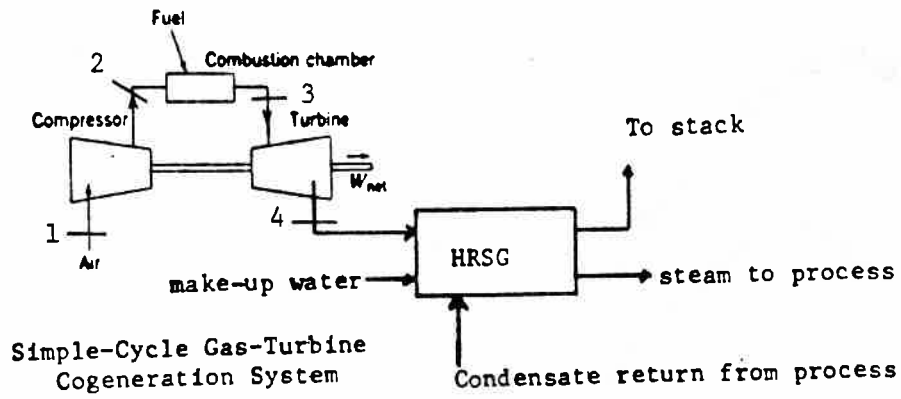 Fuel
Combustion chamber
2
3
Compressor
Turbine
To stack
Wnet
4
1
Air
HRSG
make-up water
steam to process
Simple-Cycle Gas-Turbine
Cogeneration System
Condensate return from process